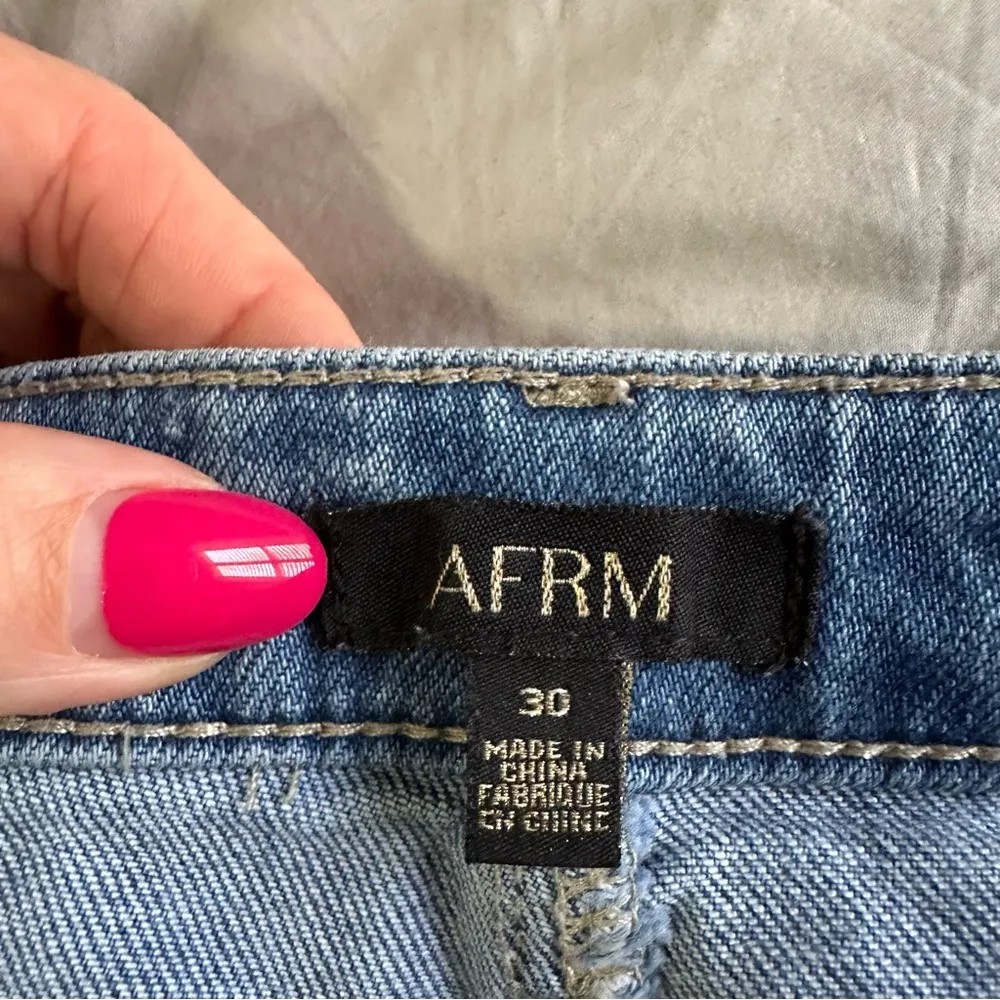 AFRM
30
MADE IN
CHINA
FABRIQUE
EN CHINE